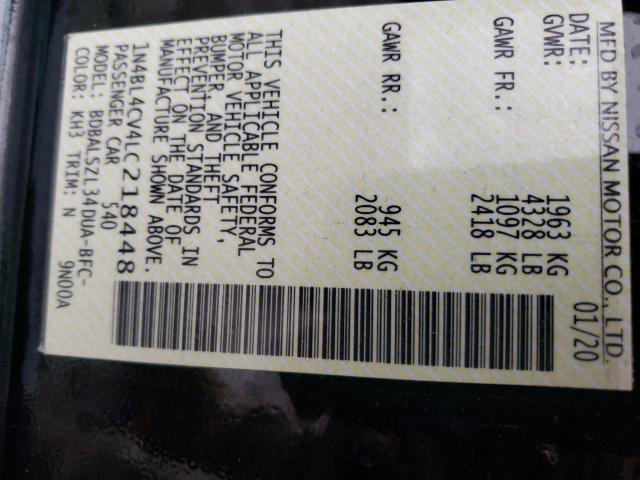 MFD BY NISSAN MOTOR CO., LTD.
DATE: 01/20
GVWR: 1963 KG
4328 LB
GAWR FR.: 1097 KG
2418 LB
GAWR RR.: 945 KG
2083 LB
THIS VEHICLE CONFORMS TO
ALL APPLICABLE FEDERAL
MOTOR VEHICLE SAFETY,
BUMPER, AND THEFT
PREVENTION STANDARDS IN
EFFECT ON THE DATE OF
MANUFACTURE SHOWN ABOVE.
1N4BL4CV4LC218448
PASSENGER CAR 540
MODEL: BDBALSZL34DUA-BFC-
COLOR: KH3 TRIM: N 9N00A